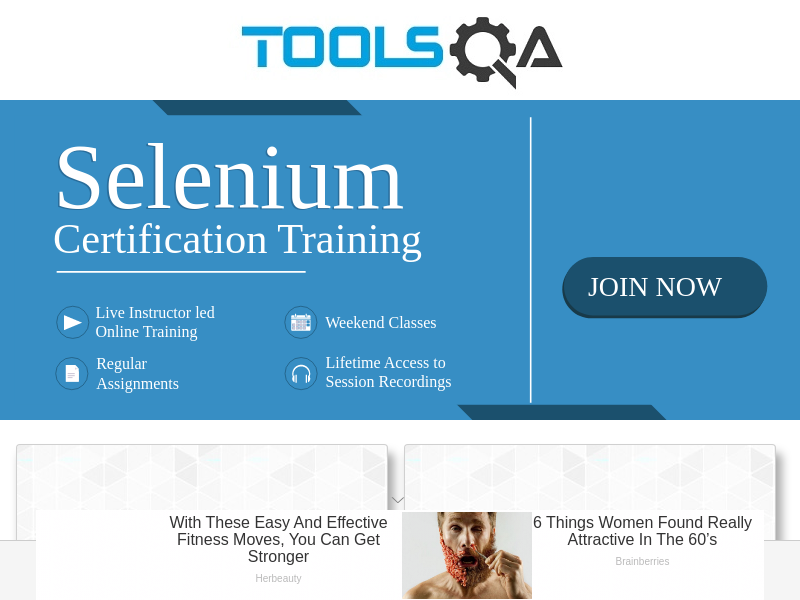 TOOLSQA
Selenium
Certification Training
Live Instructor led
Online Training
Weekend Classes
Regular
Assignments
Lifetime Access to
Session Recordings
JOIN NOW
With These Easy And Effective
Fitness Moves, You Can Get
Stronger
Herbeauty
6 Things Women Found Really
Attractive In The 60’s
Brainberries